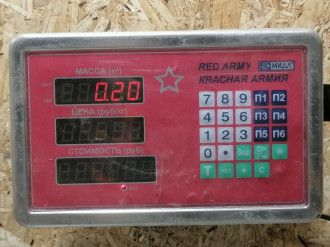 МАССА (кг)
0.20
ЦЕНА (руб/кг)
СТОИМОСТЬ (руб)
RED ARMY МИДЛ
КРАСНАЯ АРМИЯ
7 8 9 П1 П2
4 5 6 П3 П4
1 2 3 П5 П6
0 .
T C